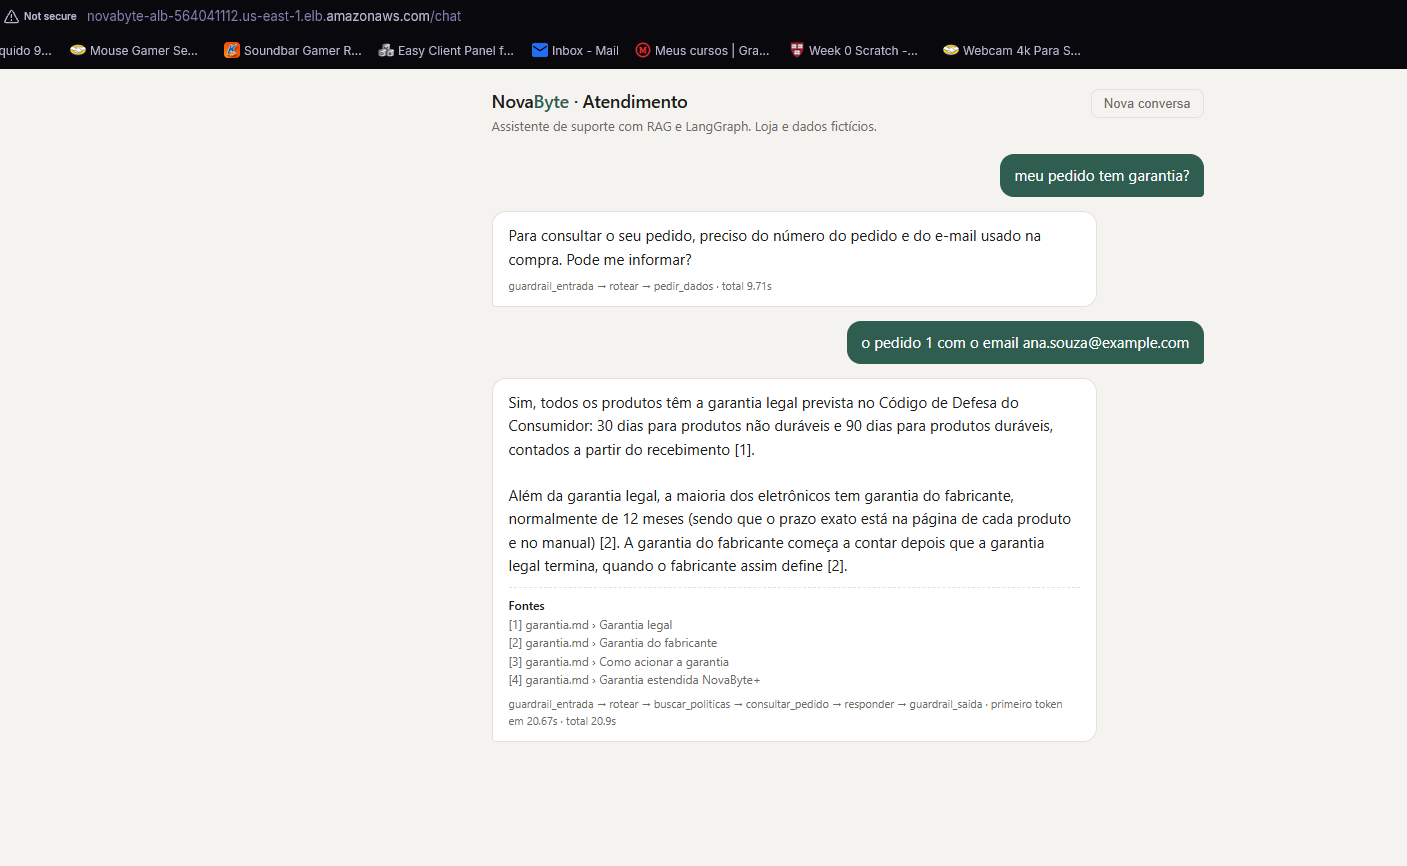 Not secure novabyte-alb-564041112.us-east-1.elb.amazonaws.com/chat
quido 9... Mouse Gamer Se... Soundbar Gamer R... Easy Client Panel f... Inbox - Mail Meus cursos | Gra... Week 0 Scratch -... Webcam 4k Para S...
NovaByte · Atendimento
Nova conversa
Assistente de suporte com RAG e LangGraph. Loja e dados fictícios.
meu pedido tem garantia?
Para consultar o seu pedido, preciso do número do pedido e do e-mail usado na
compra. Pode me informar?
guardrail_entrada → rotear → pedir_dados · total 9.71s
o pedido 1 com o email ana.souza@example.com
Sim, todos os produtos têm a garantia legal prevista no Código de Defesa do
Consumidor: 30 dias para produtos não duráveis e 90 dias para produtos duráveis,
contados a partir do recebimento [1].
Além da garantia legal, a maioria dos eletrônicos tem garantia do fabricante,
normalmente de 12 meses (sendo que o prazo exato está na página de cada produto
e no manual) [2]. A garantia do fabricante começa a contar depois que a garantia
legal termina, quando o fabricante assim define [2].
Fontes
[1] garantia.md › Garantia legal
[2] garantia.md › Garantia do fabricante
[3] garantia.md › Como acionar a garantia
[4] garantia.md › Garantia estendida NovaByte+
guardrail_entrada → rotear → buscar_politicas → consultar_pedido → responder → guardrail_saida · primeiro token
em 20.67s · total 20.9s